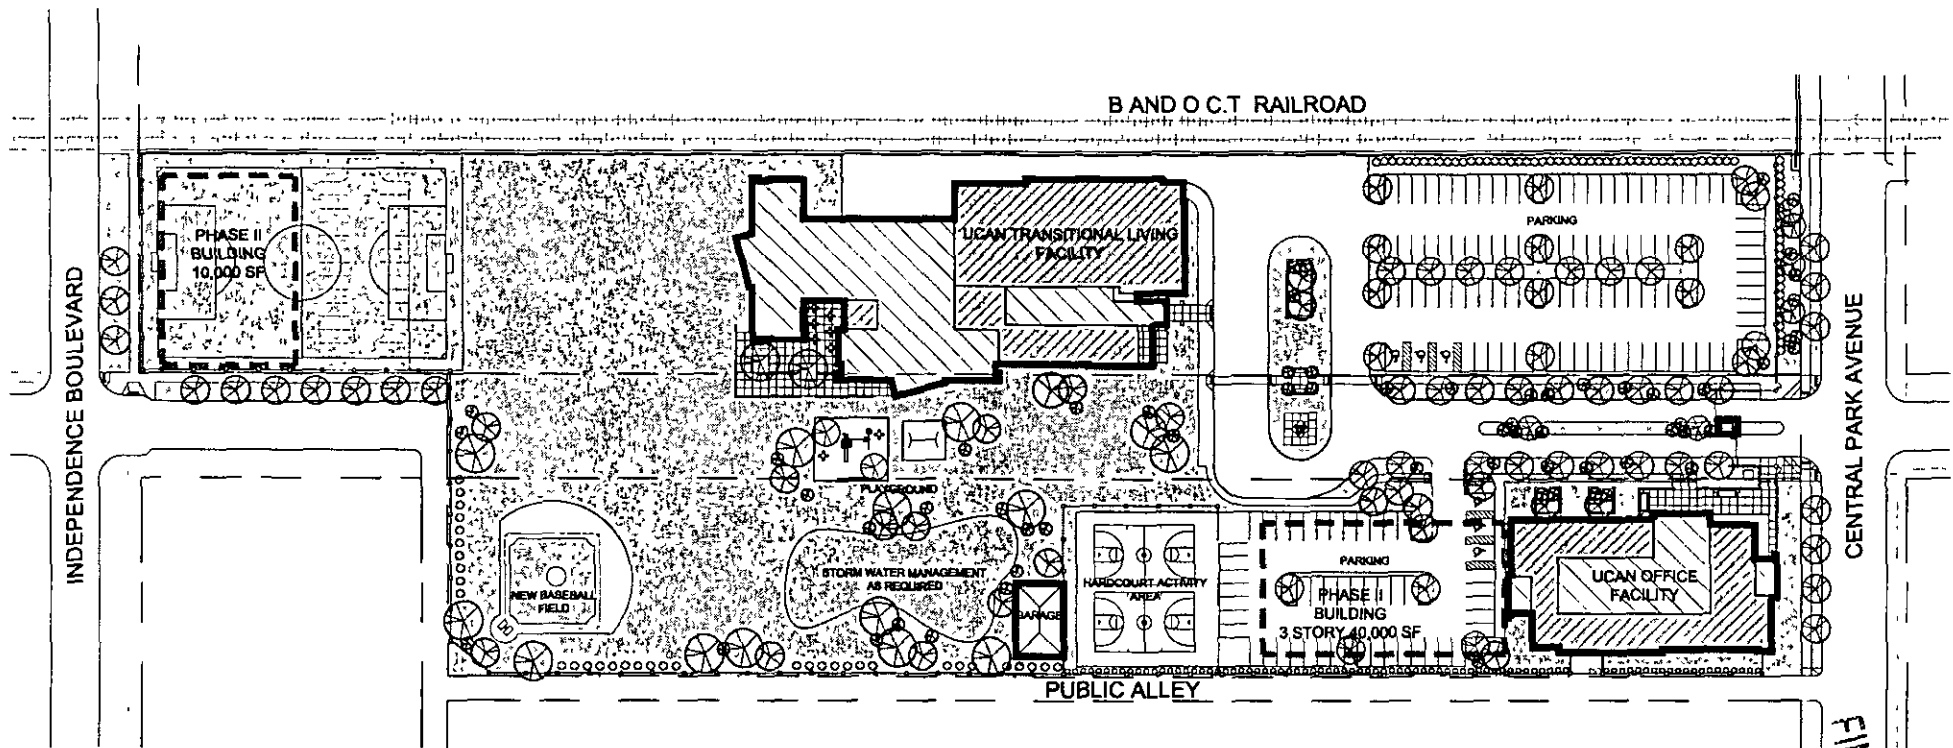 B AND O C.T RAILROAD
PARKING
PHASE II
BUILDING
10,000 SF
UCAN TRANSITIONAL LIVING
FACILITY
INDEPENDENCE BOULEVARD
CENTRAL PARK AVENUE
PLAYGROUND
NEW BASEBALL
FIELD
STORM WATER MANAGEMENT
AS REQUIRED
GARAGE
HARDCOURT ACTIVITY
AREA
PARKING
PHASE I
BUILDING
3 STORY 40,000 SF
UCAN OFFICE
FACILITY
PUBLIC ALLEY